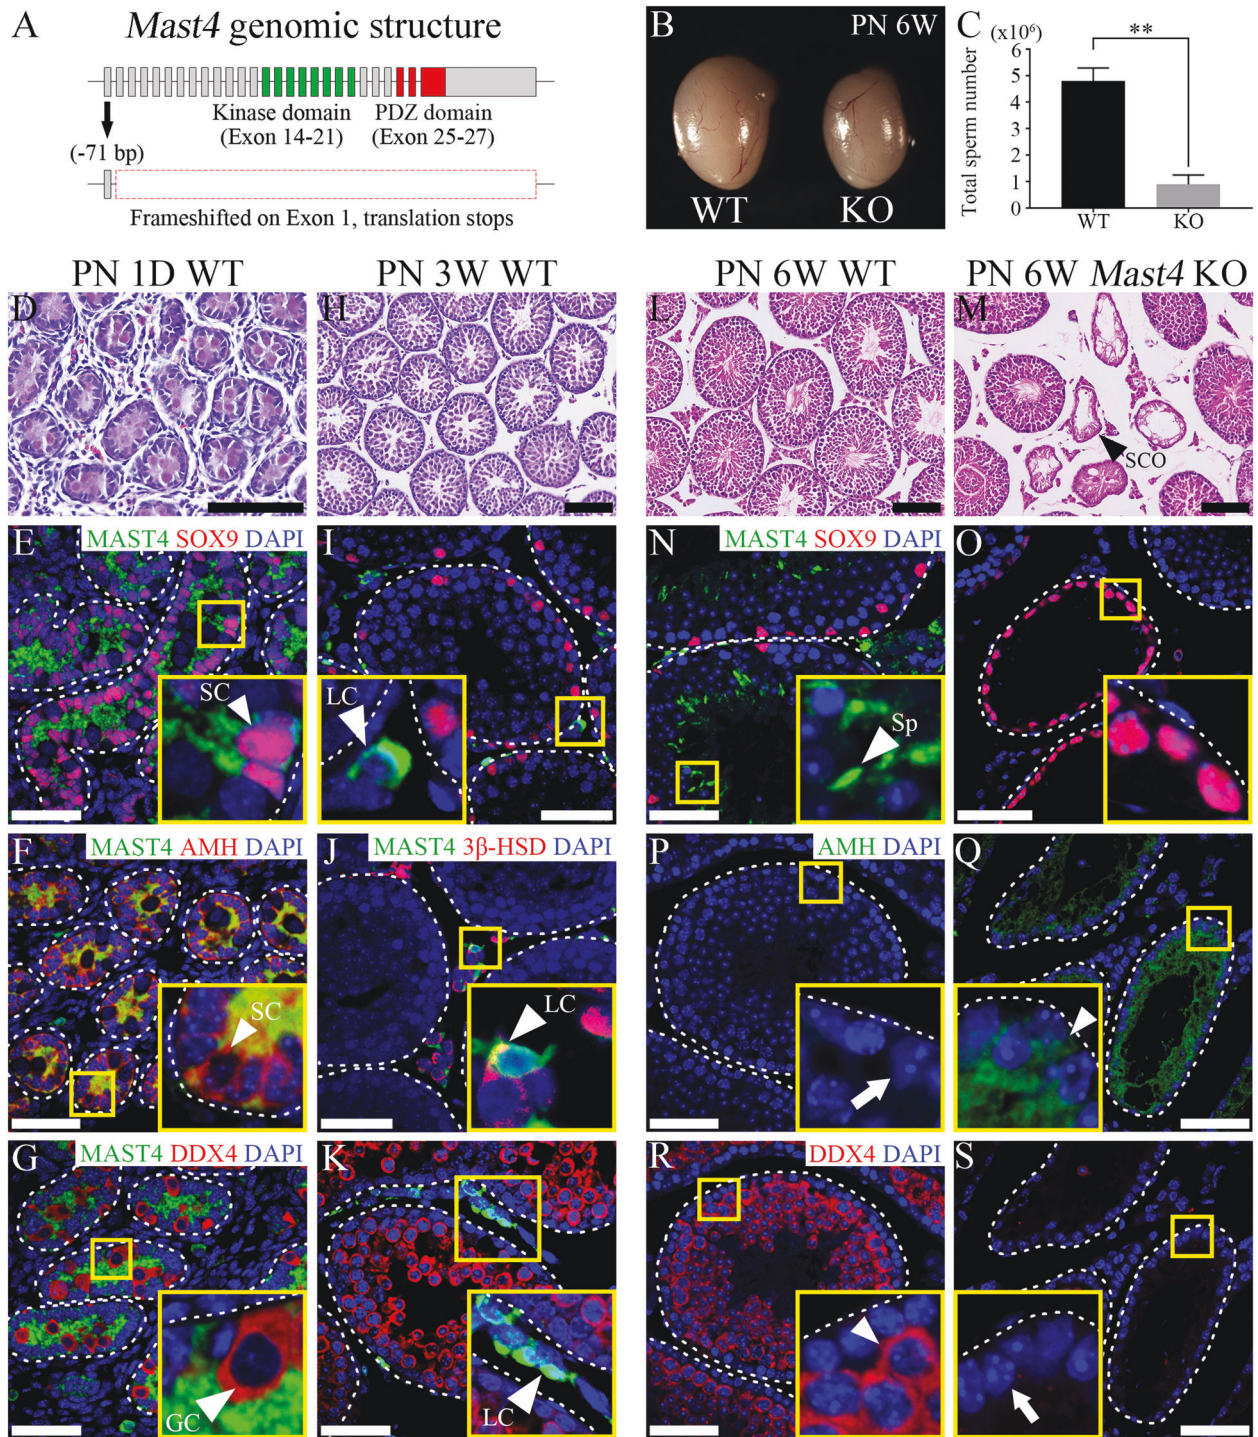 A
Mast4 genomic structure
Kinase domain
(Exon 14-21)
PDZ domain
(Exon 25-27)
(-71 bp)
Frameshifted on Exon 1, translation stops
B
PN 6W
WT
KO
C
(x10⁶)
**
Total sperm number
6
5
4
3
2
1
0
WT
KO
PN 1D WT
PN 3W WT
PN 6W WT
PN 6W Mast4 KO
D
H
L
M
SCO
E
MAST4 SOX9 DAPI
SC
I
LC
N
MAST4 SOX9 DAPI
Sp
O
F
MAST4 AMH DAPI
SC
J
MAST4 3β-HSD DAPI
LC
P
AMH DAPI
Q
G
MAST4 DDX4 DAPI
GC
K
LC
R
DDX4 DAPI
S